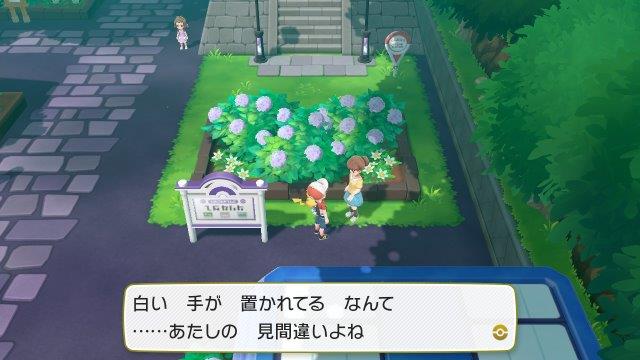 白い　手が　置かれてる　なんて
……あたしの　見間違いよね